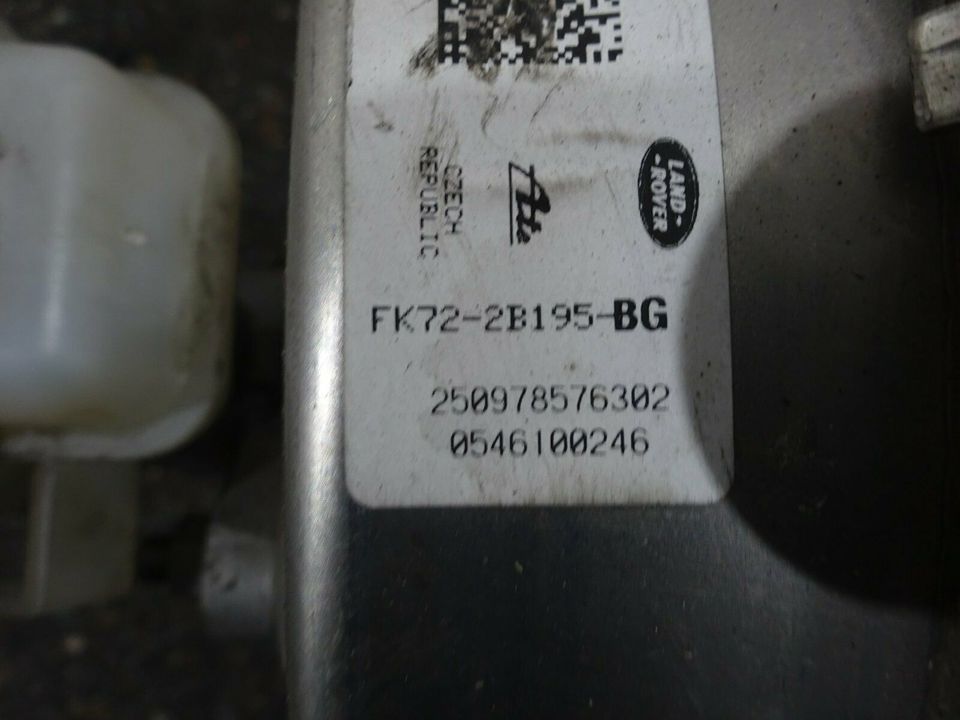 LAND-
-ROVER
Ate
CZECH
REPUBLIC
FK72-2B195-BG
250978576302
0546100246